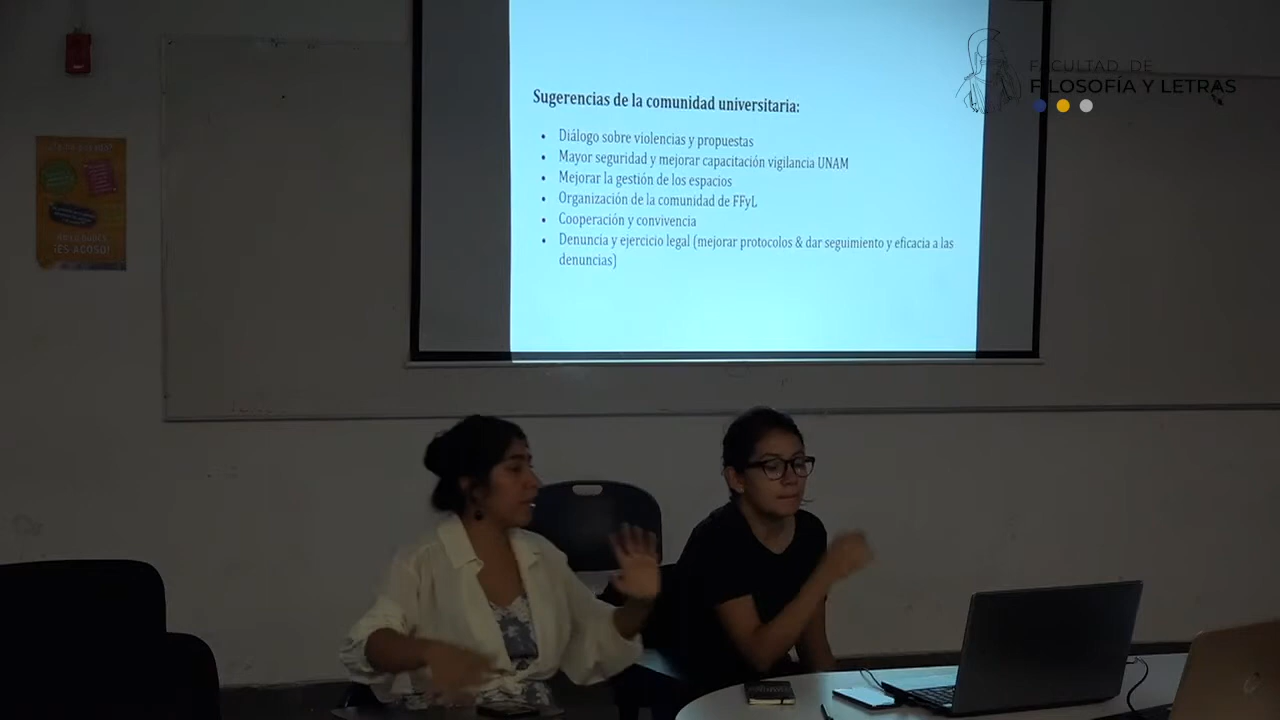 FACULTAD DE
FILOSOFÍA Y LETRAS
Sugerencias de la comunidad universitaria:
• Diálogo sobre violencias y propuestas
• Mayor seguridad y mejorar capacitación vigilancia UNAM
• Mejorar la gestión de los espacios
• Organización de la comunidad de FFyL
• Cooperación y convivencia
• Denuncia y ejercicio legal (mejorar protocolos & dar seguimiento y eficacia a las
denuncias)
¡ES ACOSO!